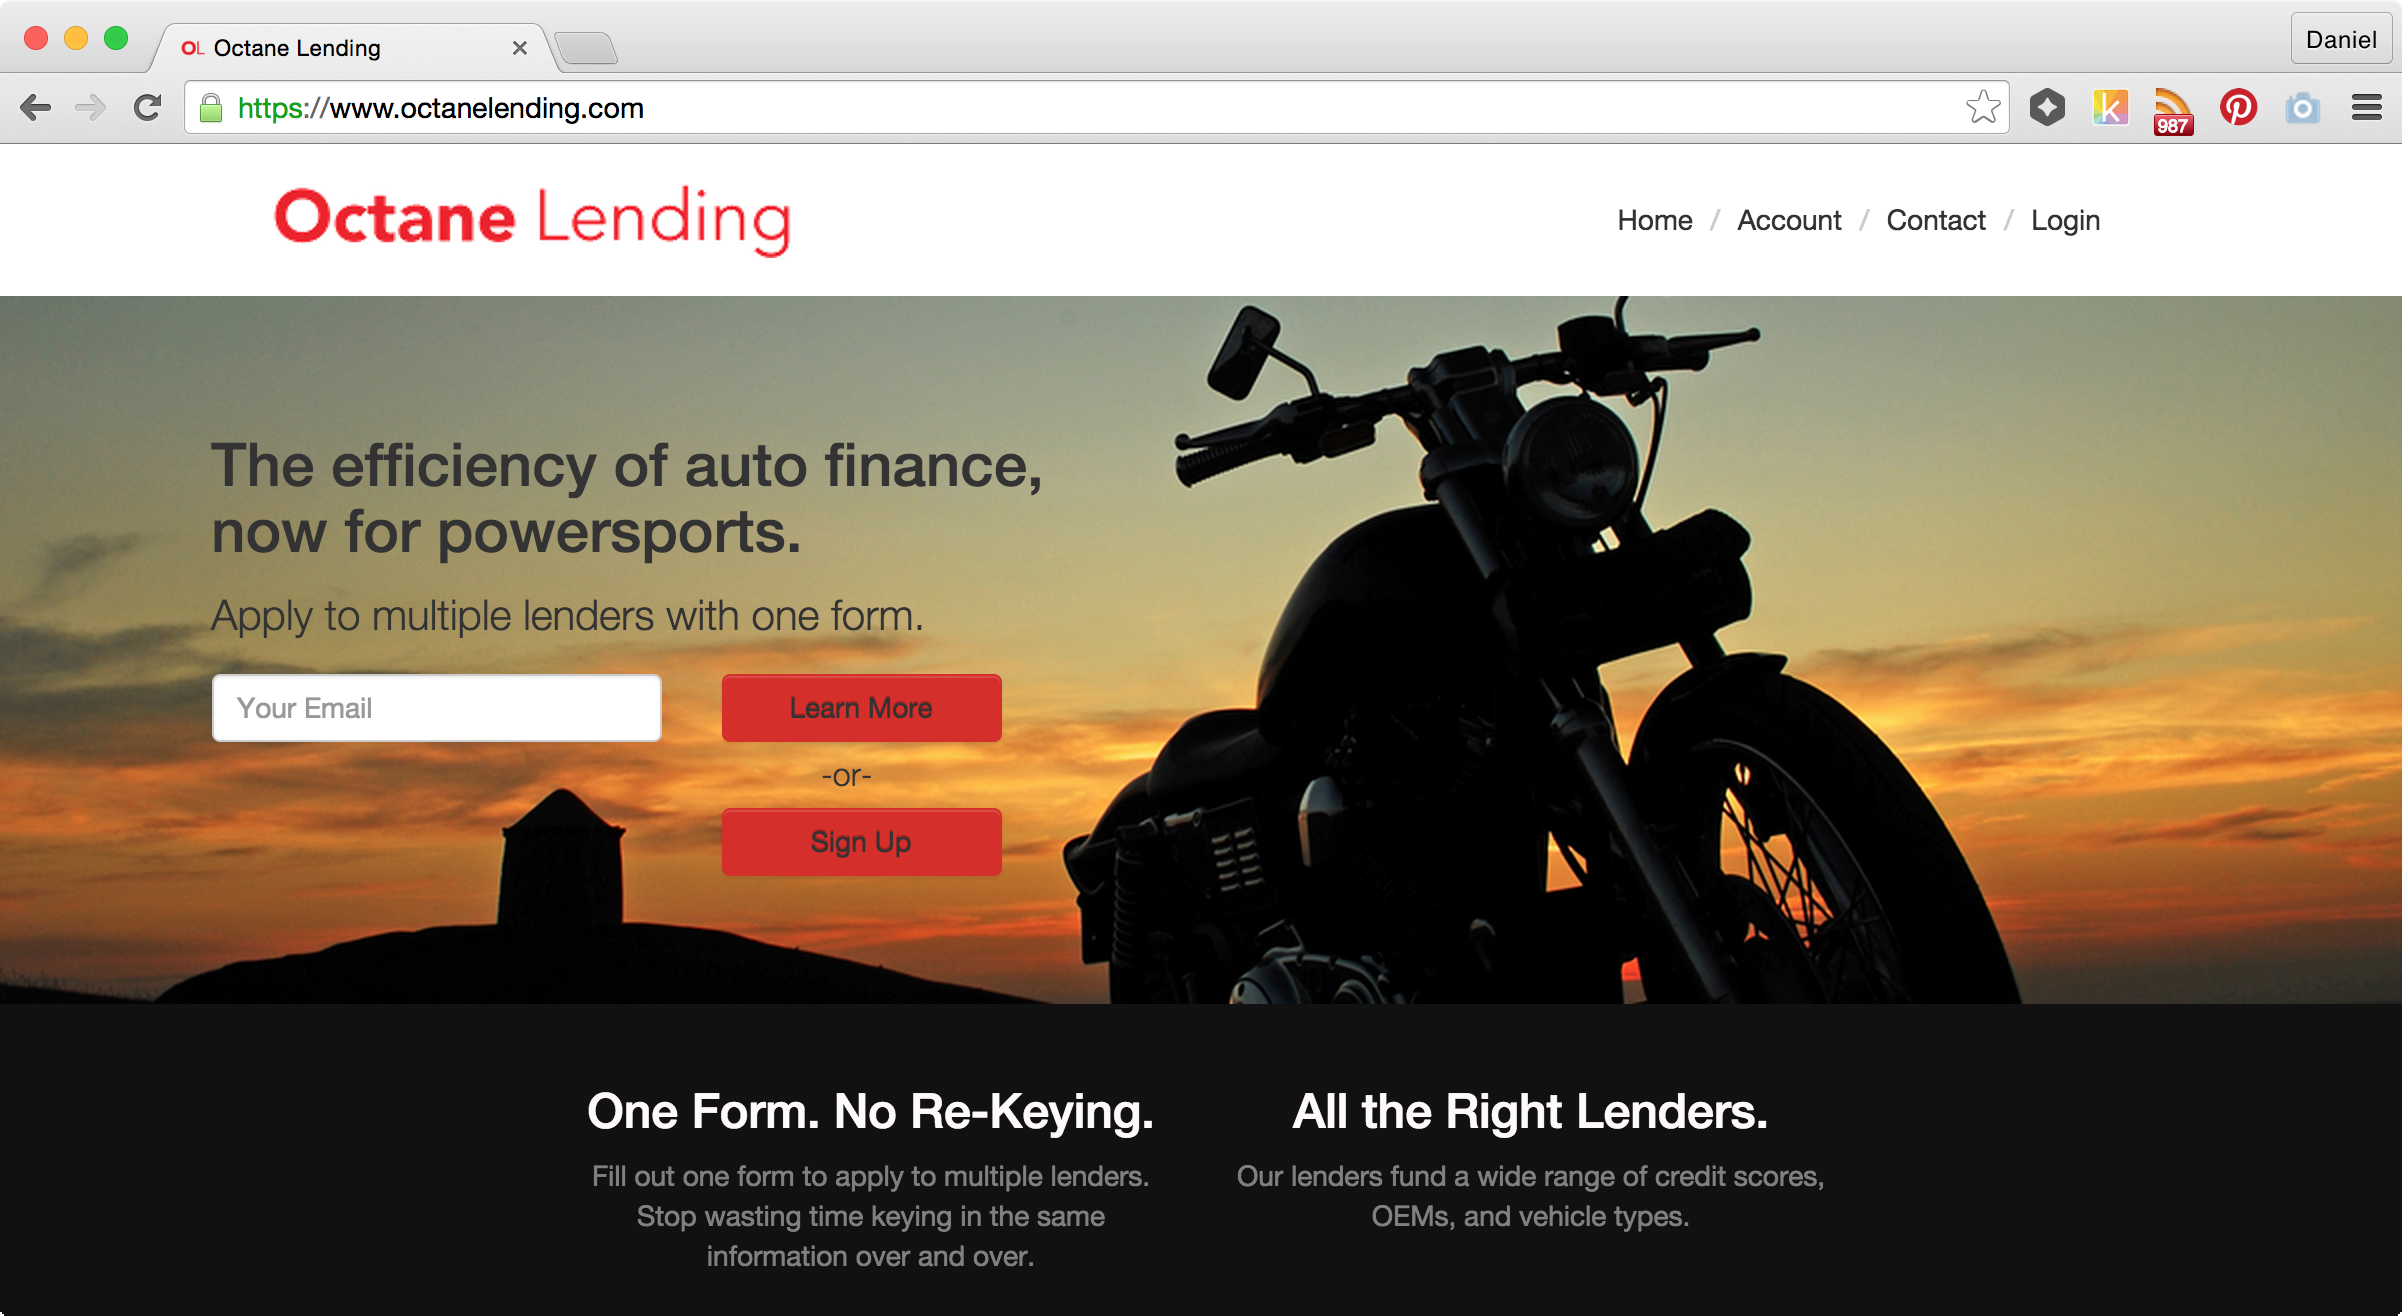 OL Octane Lending
Daniel
https://www.octanelending.com
k
987
Octane Lending
Home / Account / Contact / Login
The efficiency of auto finance,
now for powersports.
Apply to multiple lenders with one form.
Your Email
Learn More
-or-
Sign Up
One Form. No Re-Keying.
Fill out one form to apply to multiple lenders.
Stop wasting time keying in the same
information over and over.
All the Right Lenders.
Our lenders fund a wide range of credit scores,
OEMs, and vehicle types.